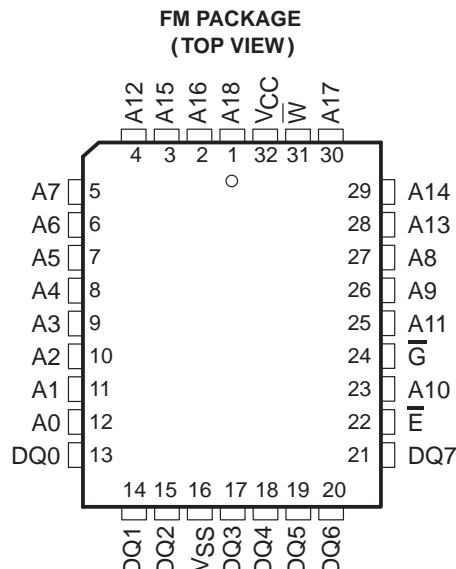 FM PACKAGE
(TOP VIEW)
A12 A15 A16 A18 VCC W̅ A17
4 3 2 1 32 31 30
A7 5 29 A14
A6 6 28 A13
A5 7 27 A8
A4 8 26 A9
A3 9 25 A11
A2 10 24 G̅
A1 11 23 A10
A0 12 22 E̅
DQ0 13 21 DQ7
14 15 16 17 18 19 20
DQ1 DQ2 VSS DQ3 DQ4 DQ5 DQ6